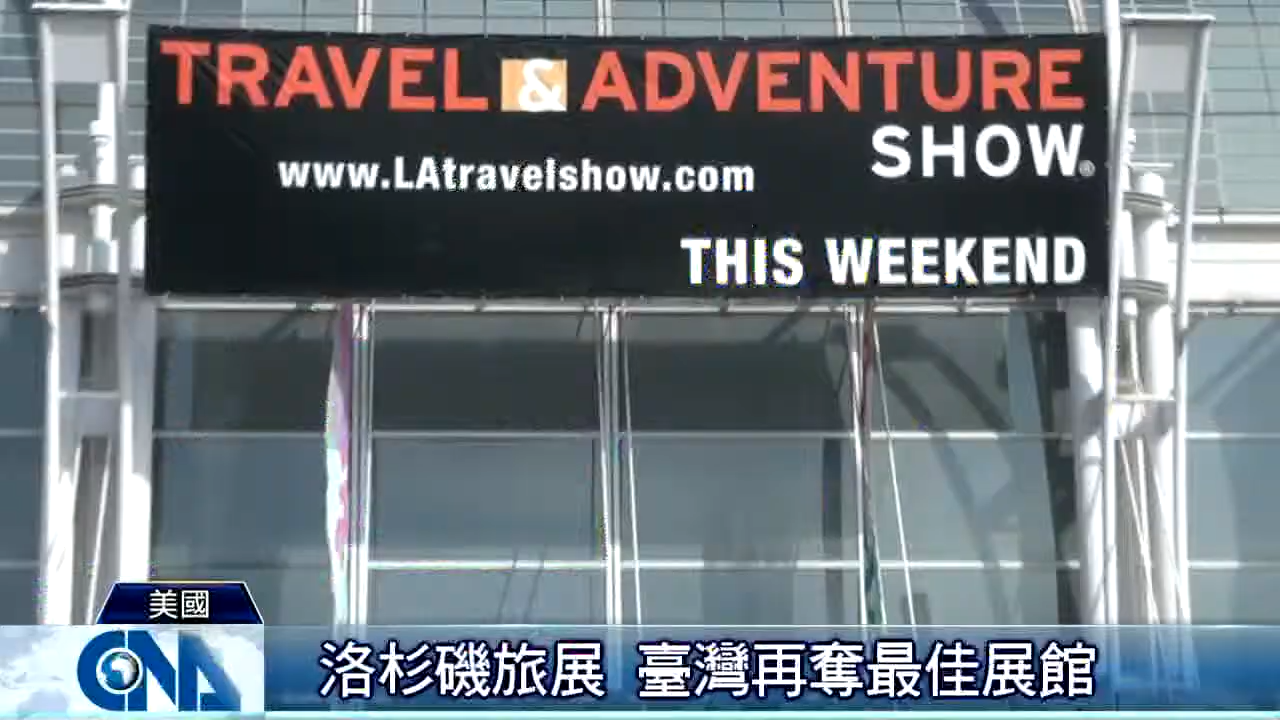 TRAVEL & ADVENTURE
SHOW®
www.LAtravelshow.com
THIS WEEKEND
美國
CNA
洛杉磯旅展 臺灣再奪最佳展館